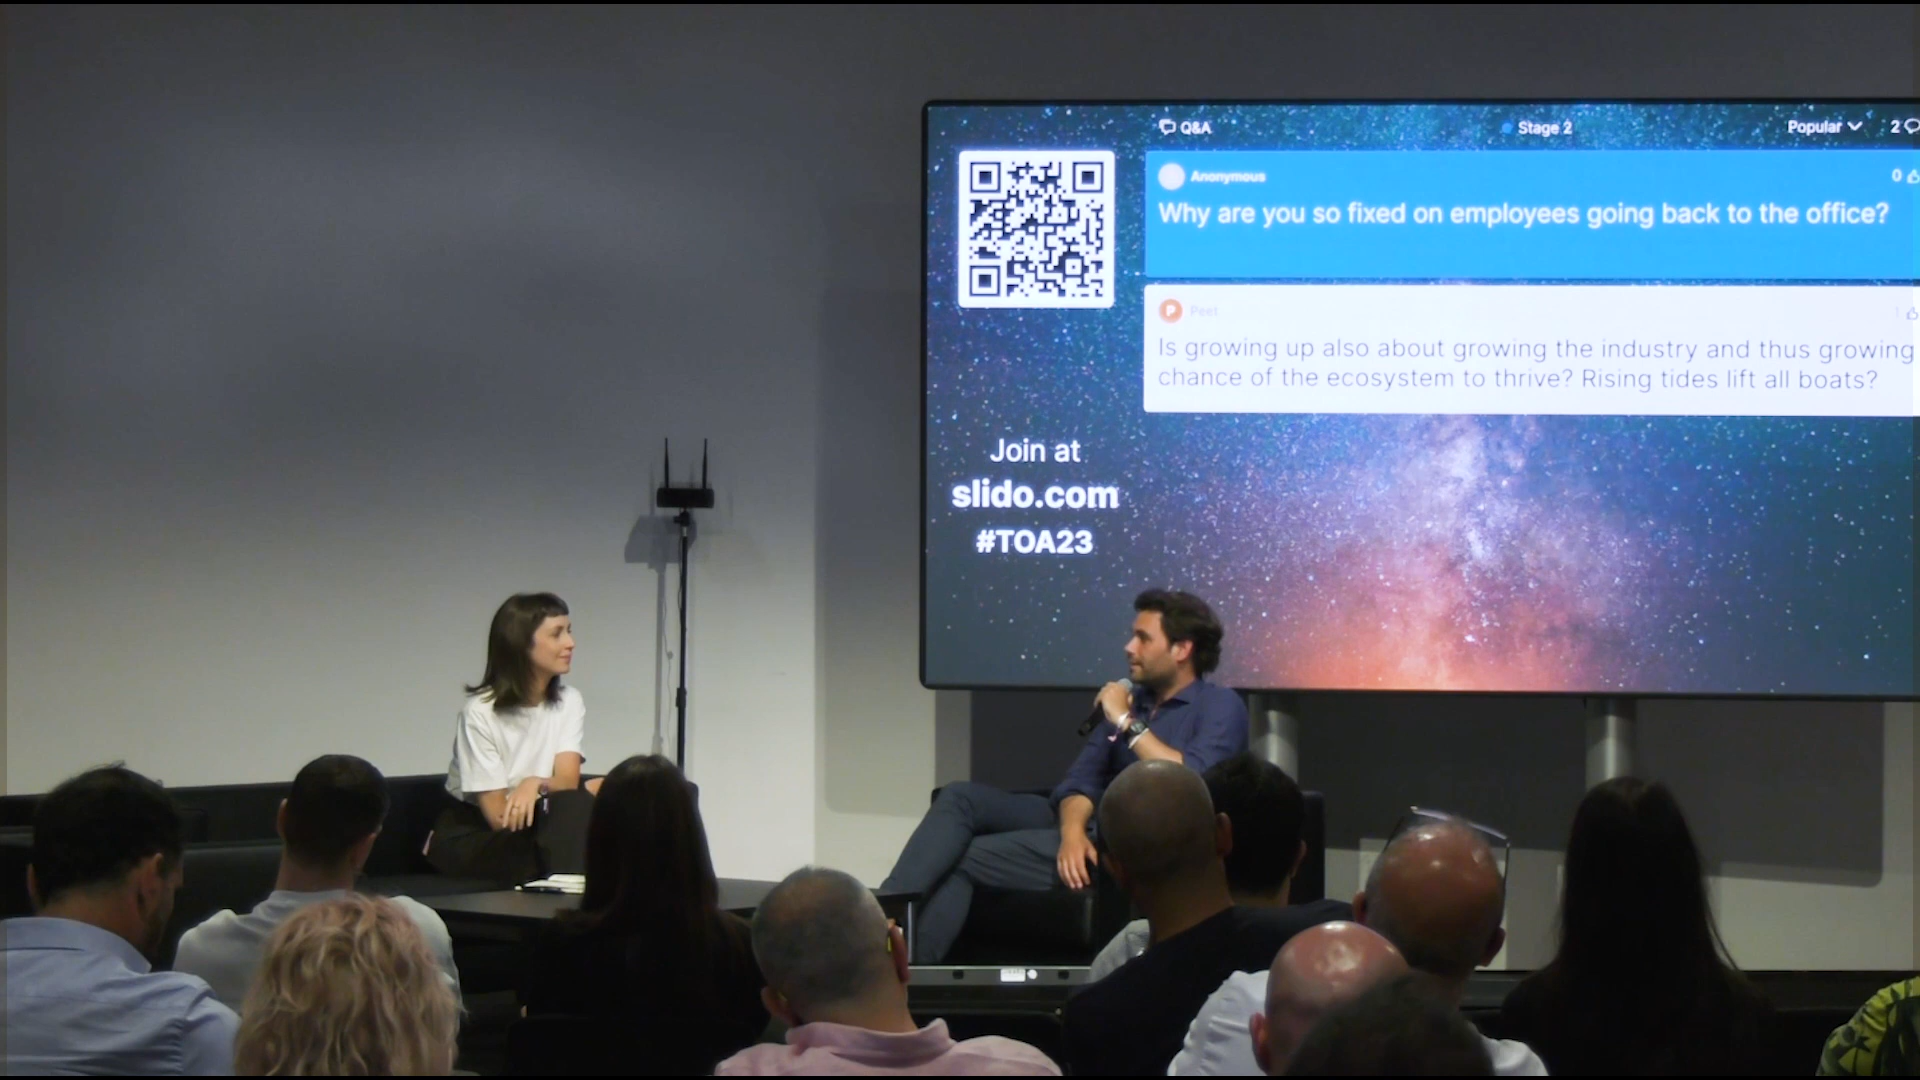 Q&A
Stage 2
Popular
2
Anonymous
0
Why are you so fixed on employees going back to the office?
P
Peet
1
Is growing up also about growing the industry and thus growing
chance of the ecosystem to thrive? Rising tides lift all boats?
Join at
slido.com
#TOA23